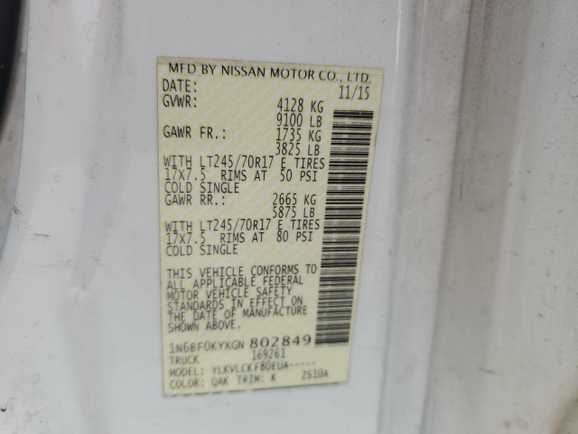 MFD BY NISSAN MOTOR CO., LTD.
DATE: 11/15
GVWR: 4128 KG
9100 LB
GAWR FR.: 1735 KG
3825 LB
WITH LT245/70R17 E TIRES
17X7.5 RIMS AT 50 PSI
COLD SINGLE
GAWR RR.: 2665 KG
5875 LB
WITH LT245/70R17 E TIRES
17X7.5 RIMS AT 80 PSI
COLD SINGLE
THIS VEHICLE CONFORMS TO
ALL APPLICABLE FEDERAL
MOTOR VEHICLE SAFETY
STANDARDS IN EFFECT ON
THE DATE OF MANUFACTURE
SHOWN ABOVE.
1N6BF0KYXGN 802849
TRUCK 169261
MODEL: YLKVLCKF80EUA-----
COLOR: QAK TRIM: K 2S10A